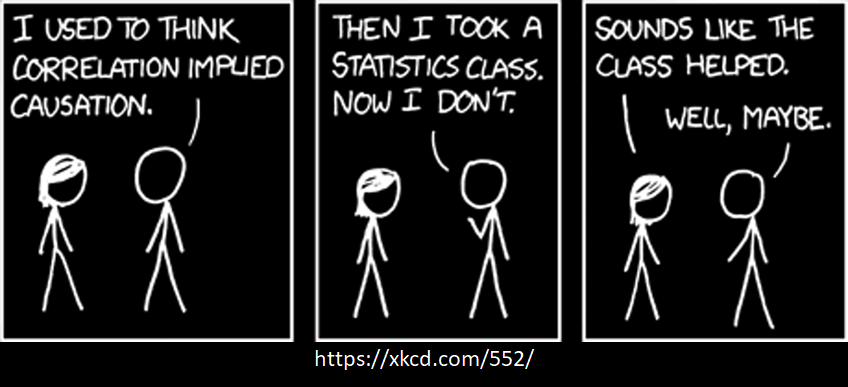 I USED TO THINK
CORRELATION IMPLIED
CAUSATION.
THEN I TOOK A
STATISTICS CLASS.
NOW I DON'T.
SOUNDS LIKE THE
CLASS HELPED.
WELL, MAYBE.
https://xkcd.com/552/